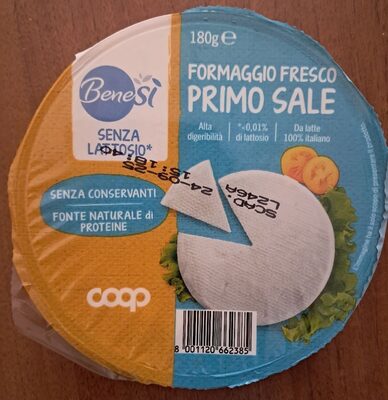 180g e
BeneSì
SENZA
LATTOSIO*
FORMAGGIO FRESCO
PRIMO SALE
Alta
digeribilità
*<0,01%
di lattosio
Da latte
100% italiano
SENZA CONSERVANTI
FONTE NATURALE di
PROTEINE
SCAD.
L246A
24-09-
15:18
coop
8 001120 662385